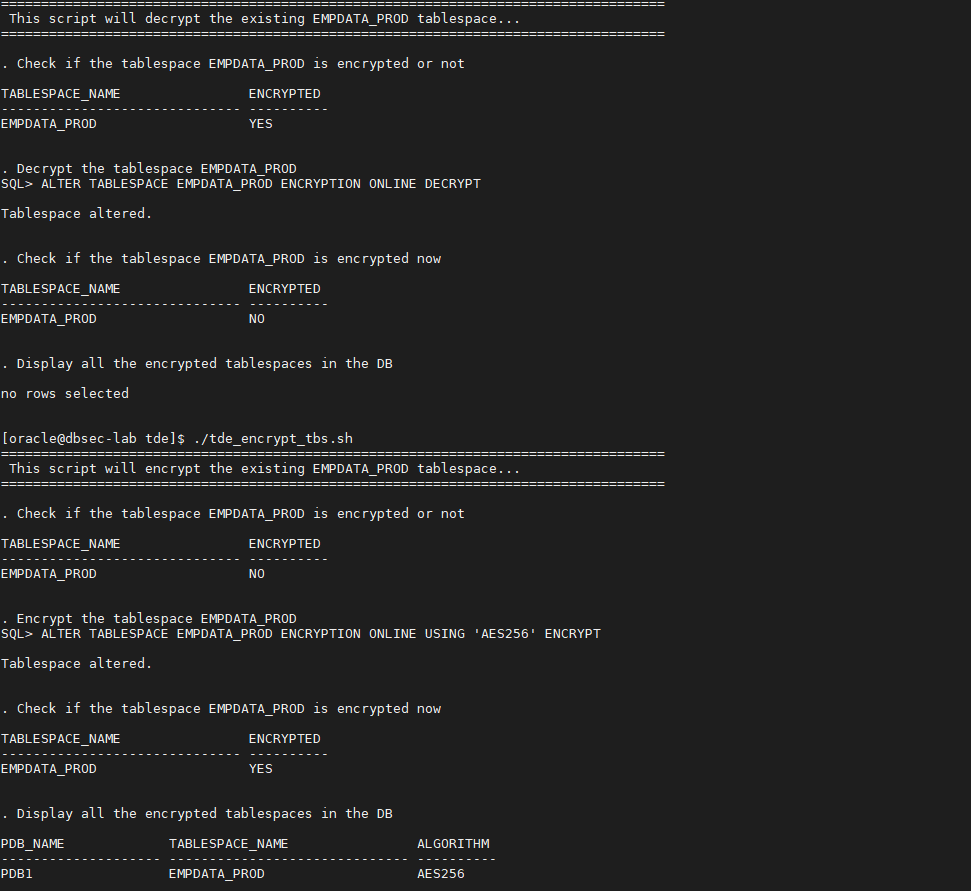 ===================================================================================
 This script will decrypt the existing EMPDATA_PROD tablespace...
===================================================================================
. Check if the tablespace EMPDATA_PROD is encrypted or not
TABLESPACE_NAME                ENCRYPTED
------------------------------ ----------
EMPDATA_PROD                   YES
. Decrypt the tablespace EMPDATA_PROD
SQL> ALTER TABLESPACE EMPDATA_PROD ENCRYPTION ONLINE DECRYPT
Tablespace altered.
. Check if the tablespace EMPDATA_PROD is encrypted now
TABLESPACE_NAME                ENCRYPTED
------------------------------ ----------
EMPDATA_PROD                   NO
. Display all the encrypted tablespaces in the DB
no rows selected
[oracle@dbsec-lab tde]$ ./tde_encrypt_tbs.sh
===================================================================================
 This script will encrypt the existing EMPDATA_PROD tablespace...
===================================================================================
. Check if the tablespace EMPDATA_PROD is encrypted or not
TABLESPACE_NAME                ENCRYPTED
------------------------------ ----------
EMPDATA_PROD                   NO
. Encrypt the tablespace EMPDATA_PROD
SQL> ALTER TABLESPACE EMPDATA_PROD ENCRYPTION ONLINE USING 'AES256' ENCRYPT
Tablespace altered.
. Check if the tablespace EMPDATA_PROD is encrypted now
TABLESPACE_NAME                ENCRYPTED
------------------------------ ----------
EMPDATA_PROD                   YES
. Display all the encrypted tablespaces in the DB
PDB_NAME             TABLESPACE_NAME                ALGORITHM
-------------------- ------------------------------ ----------
PDB1                 EMPDATA_PROD                   AES256